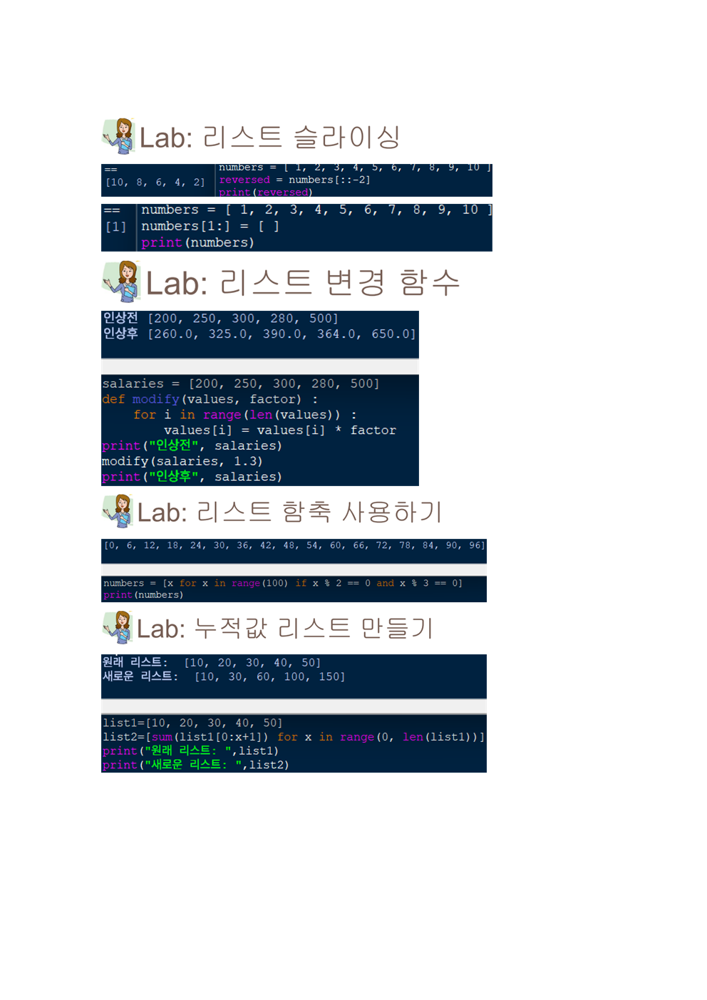 Lab: 리스트 슬라이싱
==
[10, 8, 6, 4, 2]
numbers = [ 1, 2, 3, 4, 5, 6, 7, 8, 9, 10 ]
reversed = numbers[::-2]
print(reversed)
==
[1]
numbers = [ 1, 2, 3, 4, 5, 6, 7, 8, 9, 10 ]
numbers[1:] = [ ]
print(numbers)
Lab: 리스트 변경 함수
인상전 [200, 250, 300, 280, 500]
인상후 [260.0, 325.0, 390.0, 364.0, 650.0]
salaries = [200, 250, 300, 280, 500]
def modify(values, factor) :
    for i in range(len(values)) :
        values[i] = values[i] * factor
print("인상전", salaries)
modify(salaries, 1.3)
print("인상후", salaries)
Lab: 리스트 함축 사용하기
[0, 6, 12, 18, 24, 30, 36, 42, 48, 54, 60, 66, 72, 78, 84, 90, 96]
numbers = [x for x in range(100) if x % 2 == 0 and x % 3 == 0]
print(numbers)
Lab: 누적값 리스트 만들기
원래 리스트:  [10, 20, 30, 40, 50]
새로운 리스트:  [10, 30, 60, 100, 150]
list1=[10, 20, 30, 40, 50]
list2=[sum(list1[0:x+1]) for x in range(0, len(list1))]
print("원래 리스트: ",list1)
print("새로운 리스트: ",list2)